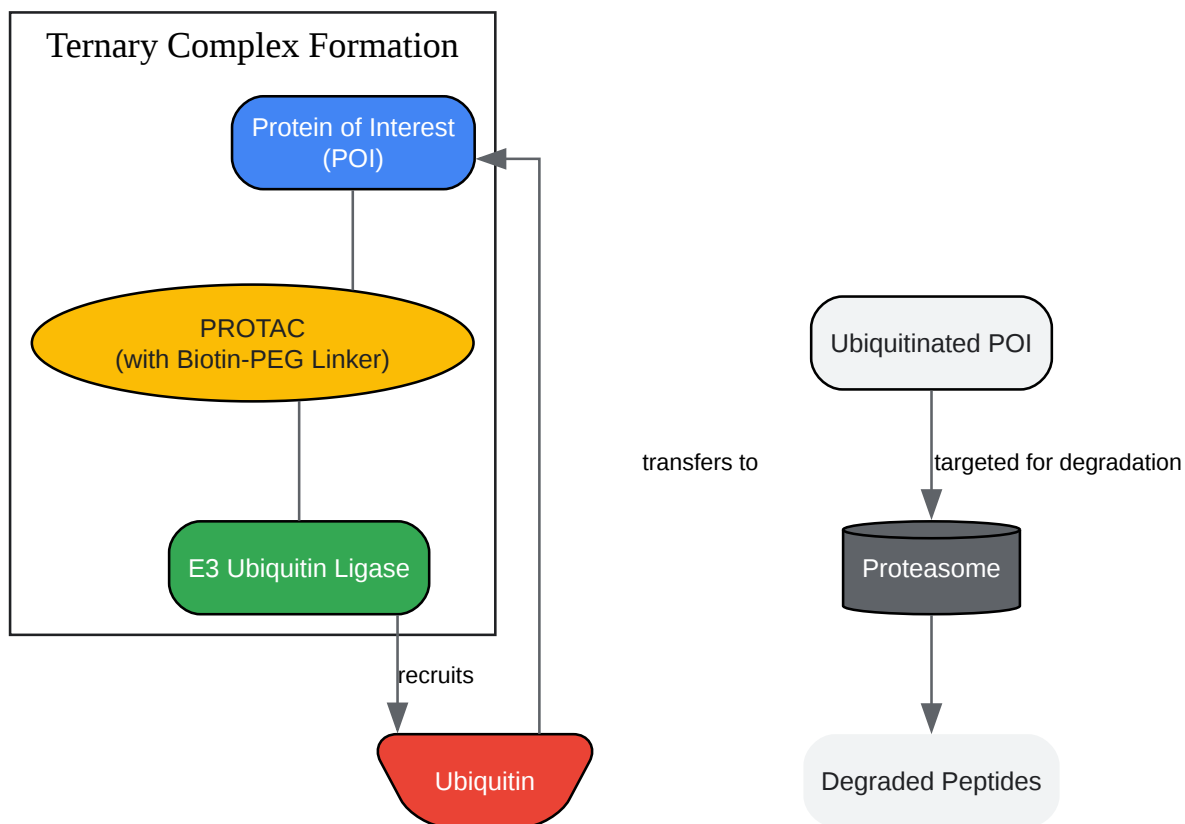 Ternary Complex Formation
Protein of Interest
(POI)
PROTAC
(with Biotin-PEG Linker)
E3 Ubiquitin Ligase
recruits
Ubiquitin
transfers to
Ubiquitinated POI
targeted for degradation
Proteasome
Degraded Peptides